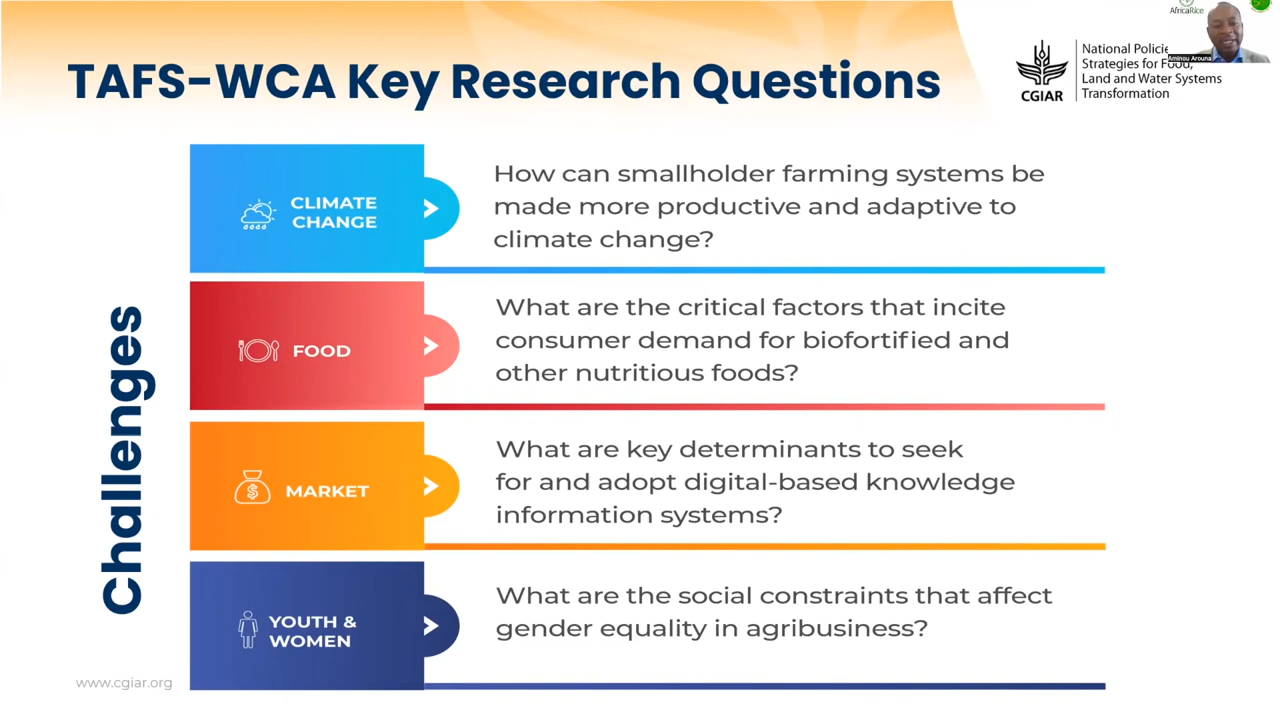 TAFS-WCA Key Research Questions
AfricaRice
Aminou Arouna
CGIAR
National Policie
Strategies for Food,
Land and Water Systems
Transformation
Challenges
CLIMATE
CHANGE
How can smallholder farming systems be
made more productive and adaptive to
climate change?
FOOD
What are the critical factors that incite
consumer demand for biofortified and
other nutritious foods?
MARKET
What are key determinants to seek
for and adopt digital-based knowledge
information systems?
YOUTH &
WOMEN
What are the social constraints that affect
gender equality in agribusiness?
www.cgiar.org